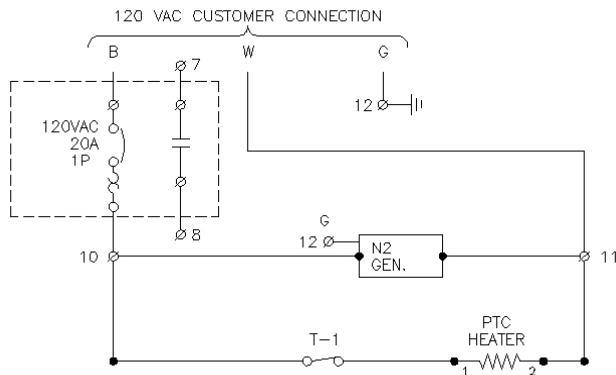 120 VAC CUSTOMER CONNECTION
B
W
G
7
12
120VAC
20A
1P
8
G
12
N2
GEN.
10
11
T-1
PTC
HEATER
1
2